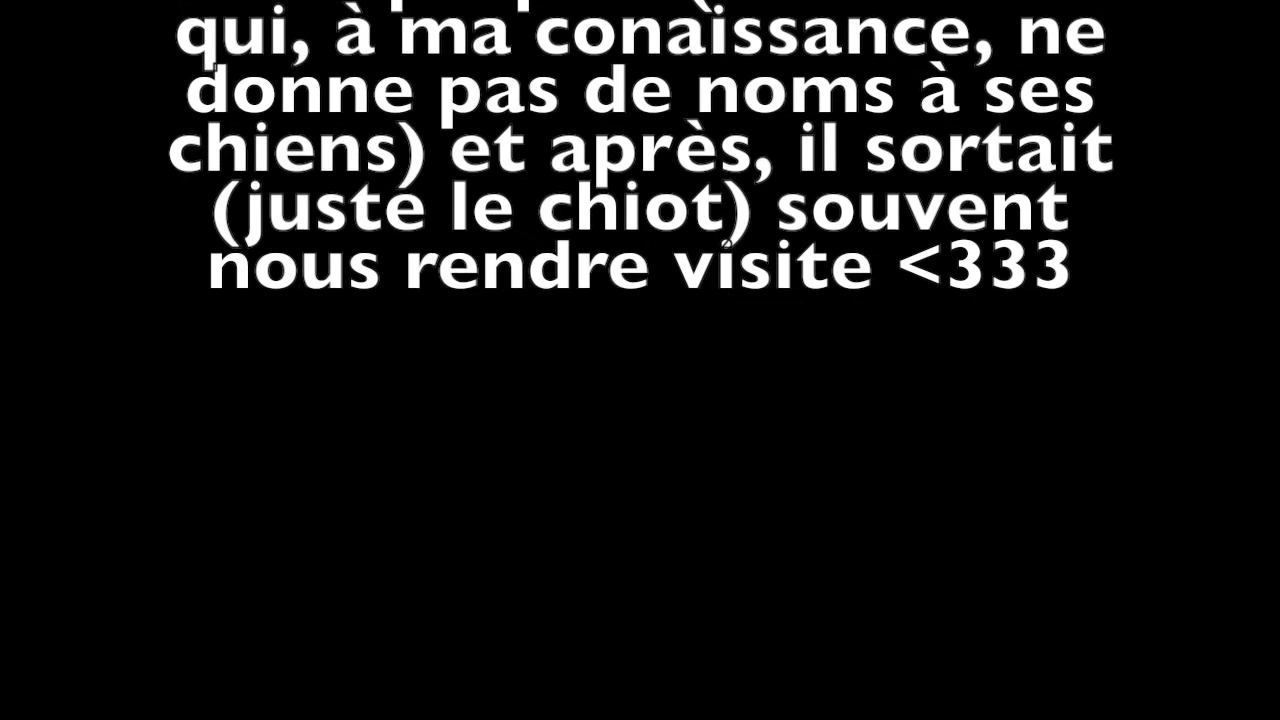 qui, à ma conaissance, ne
donne pas de noms à ses
chiens) et après, il sortait
(juste le chiot) souvent
nous rendre visite <333